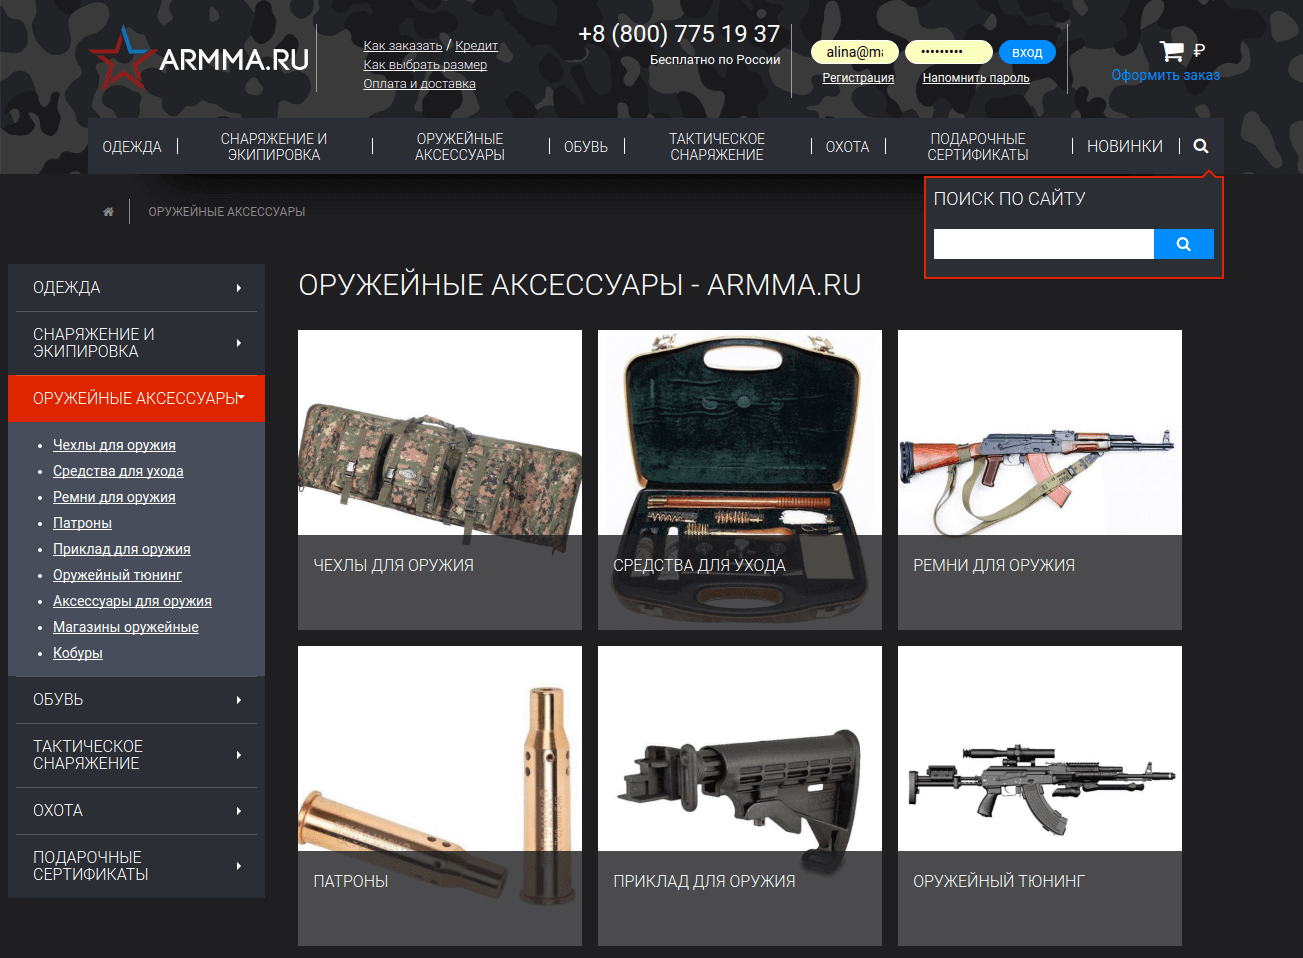 ARMMA.RU
Как заказать / Кредит
Как выбрать размер
Оплата и доставка
+8 (800) 775 19 37
Бесплатно по России
alina@ma
•••••••••
вход
Регистрация
Напомнить пароль
₽
Оформить заказ
ОДЕЖДА
СНАРЯЖЕНИЕ И
ЭКИПИРОВКА
ОРУЖЕЙНЫЕ
АКСЕССУАРЫ
ОБУВЬ
ТАКТИЧЕСКОЕ
СНАРЯЖЕНИЕ
ОХОТА
ПОДАРОЧНЫЕ
СЕРТИФИКАТЫ
НОВИНКИ
ПОИСК ПО САЙТУ
ОРУЖЕЙНЫЕ АКСЕССУАРЫ
ОДЕЖДА
СНАРЯЖЕНИЕ И
ЭКИПИРОВКА
ОРУЖЕЙНЫЕ АКСЕССУАРЫ
Чехлы для оружия
Средства для ухода
Ремни для оружия
Патроны
Приклад для оружия
Оружейный тюнинг
Аксессуары для оружия
Магазины оружейные
Кобуры
ОБУВЬ
ТАКТИЧЕСКОЕ
СНАРЯЖЕНИЕ
ОХОТА
ПОДАРОЧНЫЕ
СЕРТИФИКАТЫ
ОРУЖЕЙНЫЕ АКСЕССУАРЫ - ARMMA.RU
ЧЕХЛЫ ДЛЯ ОРУЖИЯ
СРЕДСТВА ДЛЯ УХОДА
РЕМНИ ДЛЯ ОРУЖИЯ
ПАТРОНЫ
ПРИКЛАД ДЛЯ ОРУЖИЯ
ОРУЖЕЙНЫЙ ТЮНИНГ